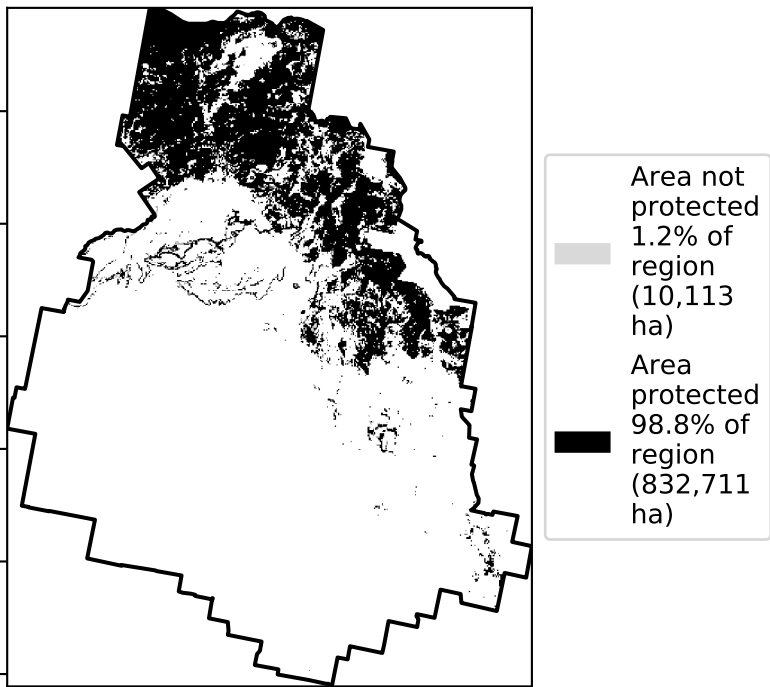 Area not
protected
1.2% of
region
(10,113
ha)
Area
protected
98.8% of
region
(832,711
ha)